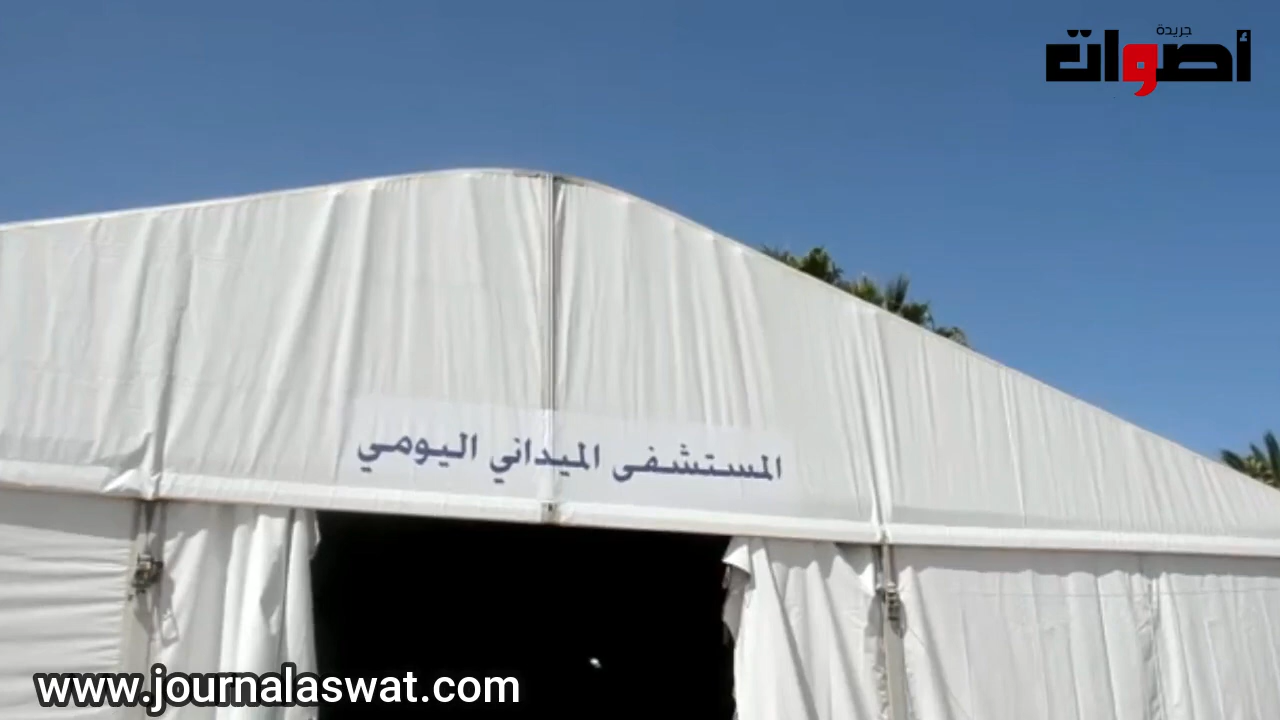 جريدة
أصوات
المستشفى الميداني اليومي
www.journalaswat.com